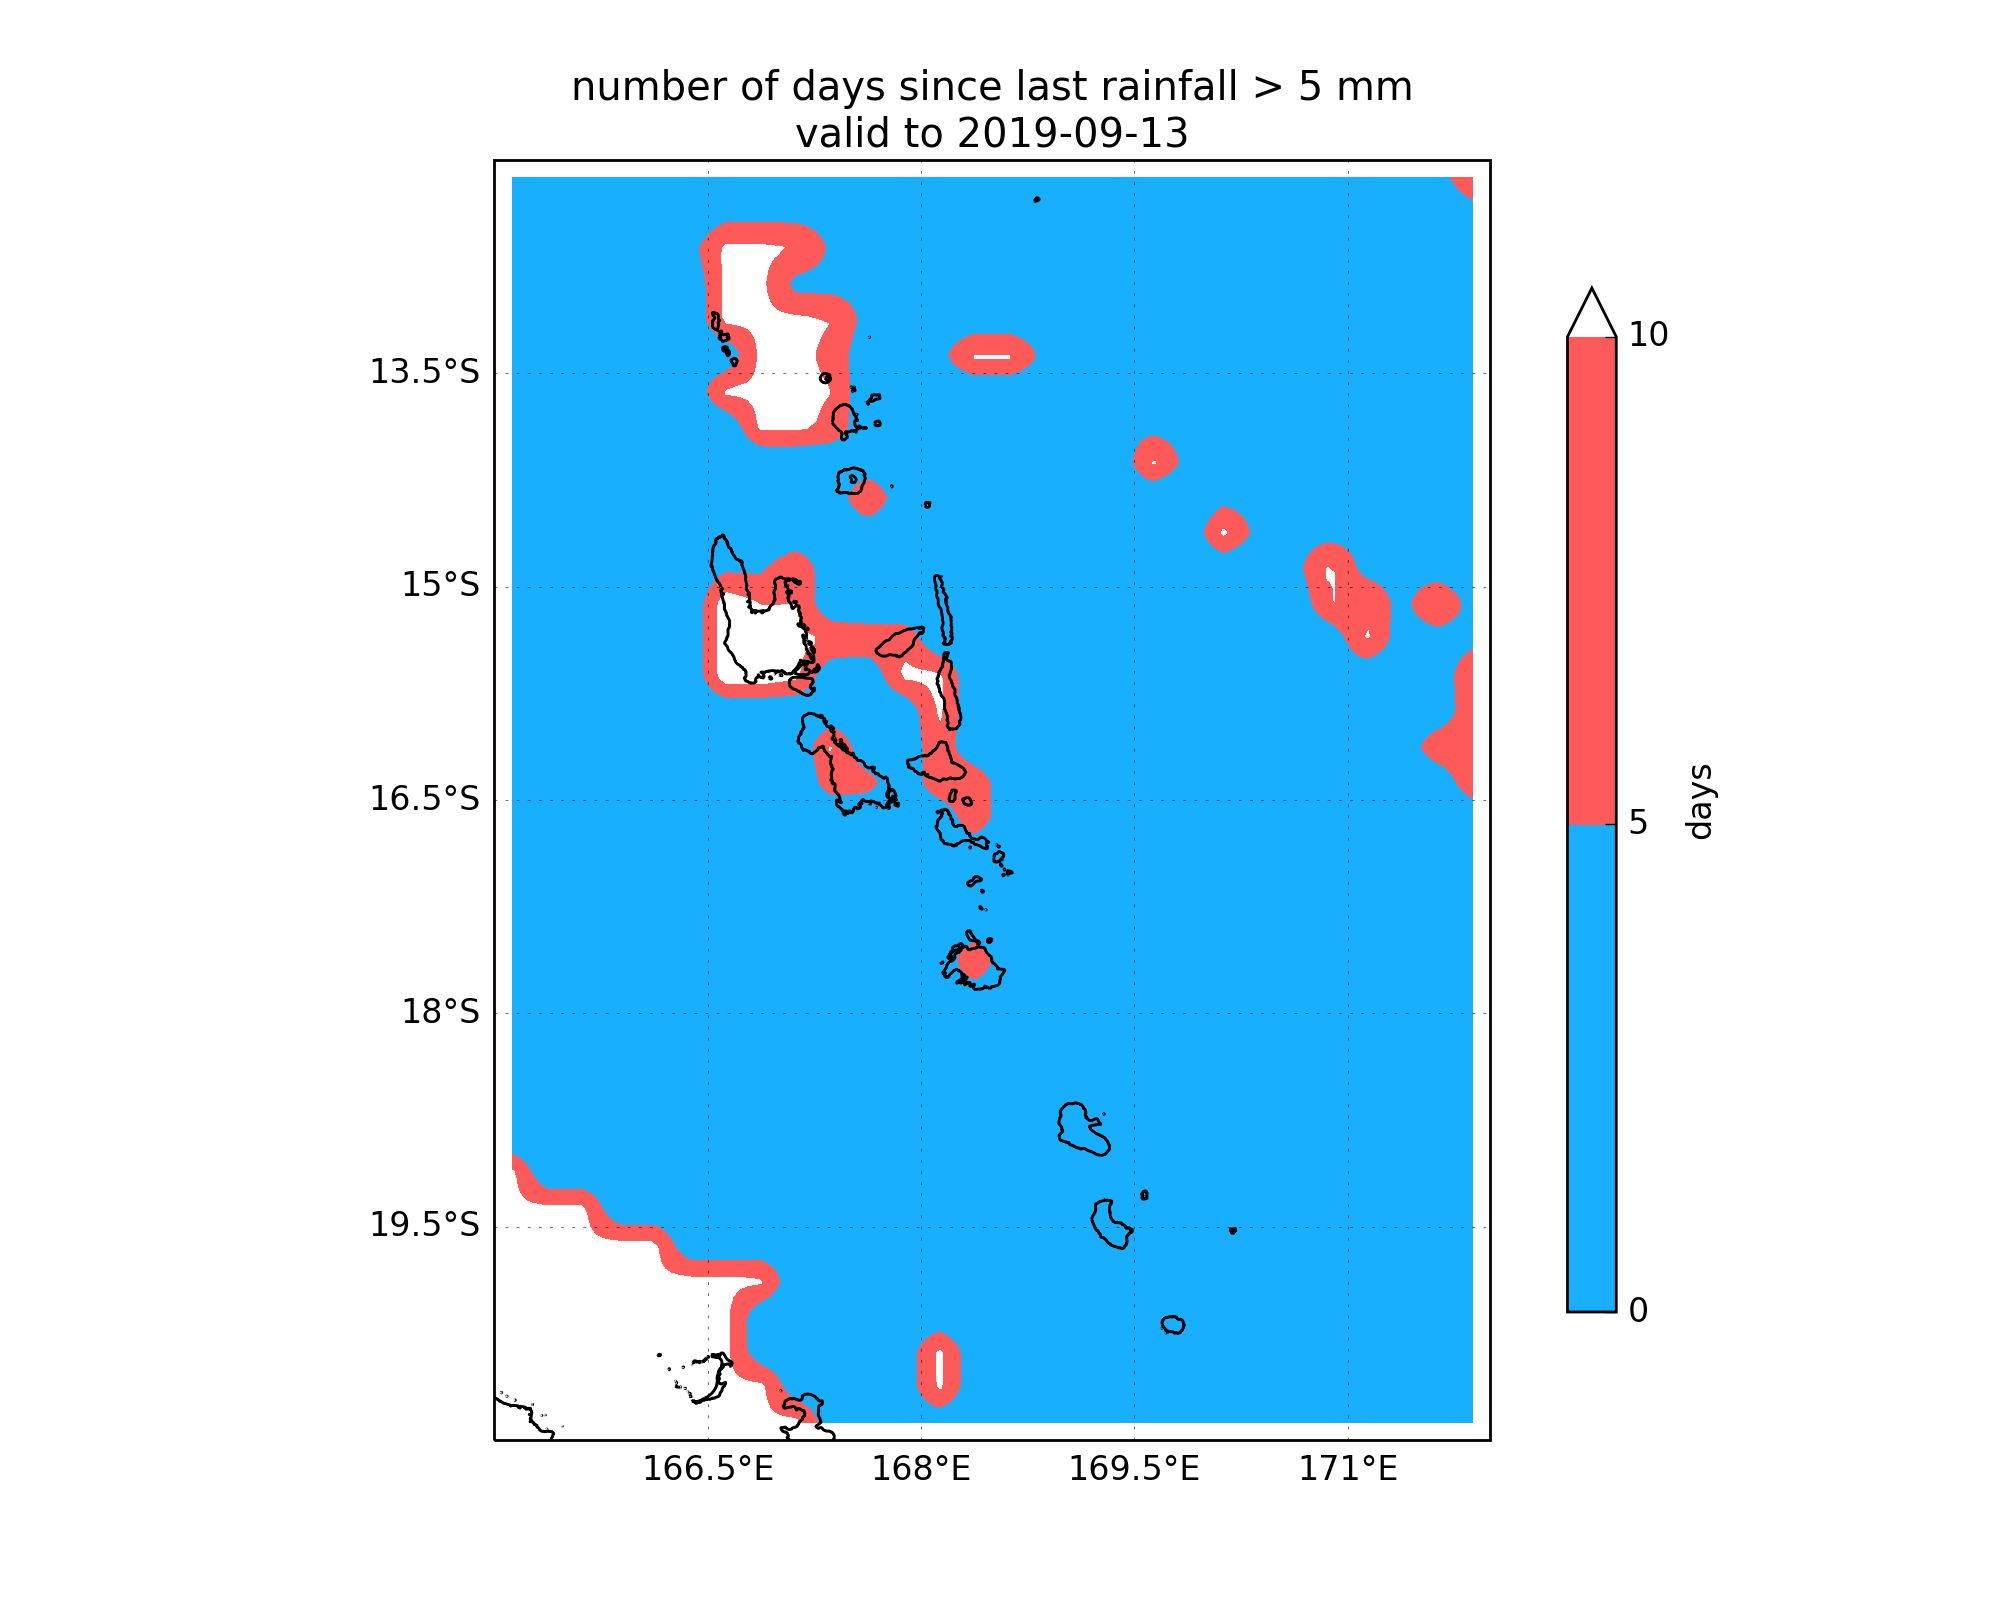 number of days since last rainfall > 5 mm
valid to 2019-09-13
13.5°S
15°S
16.5°S
18°S
19.5°S
166.5°E
168°E
169.5°E
171°E
10
5
0
days